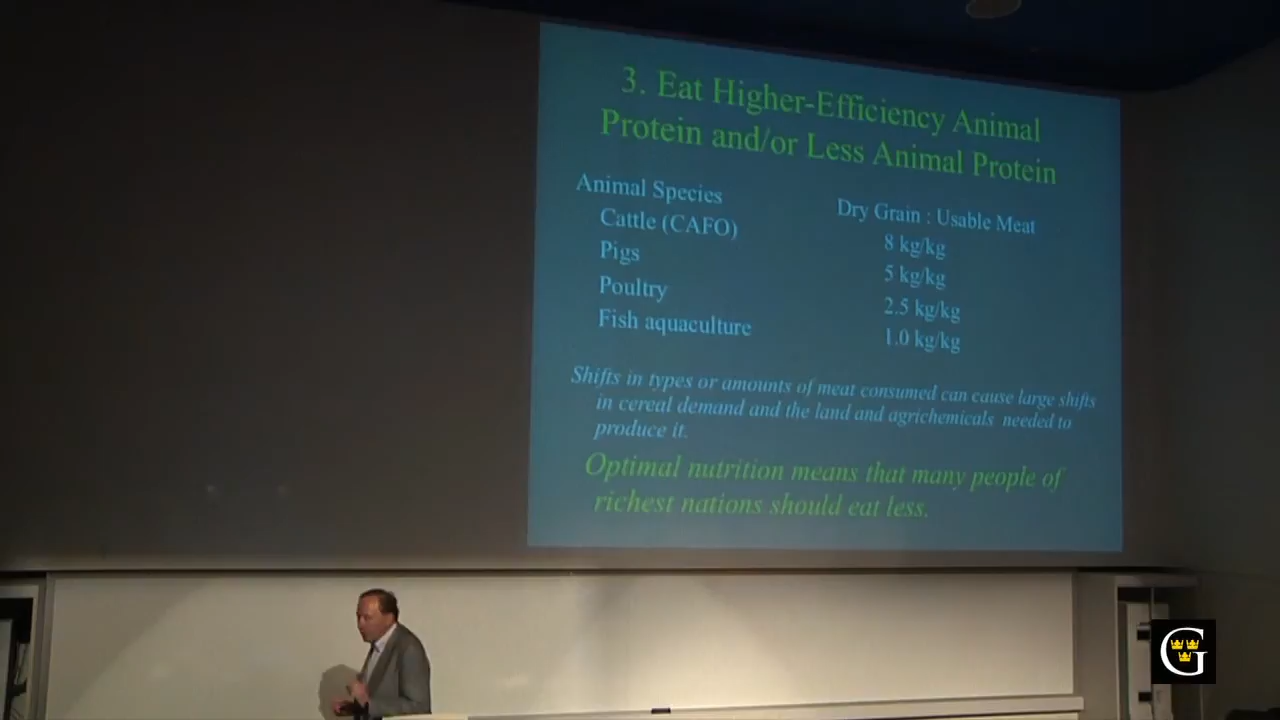 3. Eat Higher-Efficiency Animal
Protein and/or Less Animal Protein
Animal Species
Dry Grain : Usable Meat
Cattle (CAFO)
8 kg/kg
Pigs
5 kg/kg
Poultry
2.5 kg/kg
Fish aquaculture
1.0 kg/kg
Shifts in types or amounts of meat consumed can cause large shifts
in cereal demand and the land and agrichemicals needed to
produce it.
Optimal nutrition means that many people of
richest nations should eat less.
G